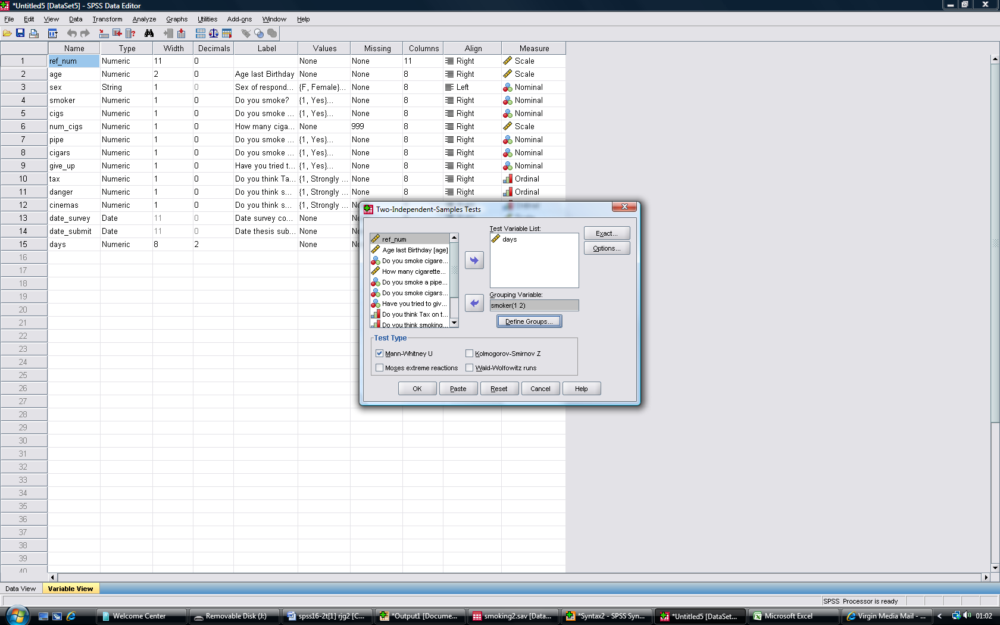 *Untitled5 [DataSet5] - SPSS Data Editor
File Edit View Data Transform Analyze Graphs Utilities Add-ons Window Help
Name Type Width Decimals Label Values Missing Columns Align Measure
1 ref_num Numeric 11 0 None None 11 Right Scale
2 age Numeric 2 0 Age last Birthday None None 8 Right Scale
3 sex String 1 0 Sex of respond... {F, Female}... None 8 Left Nominal
4 smoker Numeric 1 0 Do you smoke? {1, Yes}... None 8 Right Nominal
5 cigs Numeric 1 0 Do you smoke ... {1, Yes}... None 8 Right Nominal
6 num_cigs Numeric 1 0 How many ciga... None 999 8 Right Scale
7 pipe Numeric 1 0 Do you smoke ... {1, Yes}... None 8 Right Nominal
8 cigars Numeric 1 0 Do you smoke ... {1, Yes}... None 8 Right Nominal
9 give_up Numeric 1 0 Have you tried t... {1, Yes}... None 8 Right Nominal
10 tax Numeric 1 0 Do you think Ta... {1, Strongly ... None 8 Right Ordinal
11 danger Numeric 1 0 Do you think s... {1, Strongly ... None 8 Right Ordinal
12 cinemas Numeric 1 0 Do you think s... {1, Strongly ...
13 date_survey Date 11 0 Date survey co... None
14 date_submit Date 11 0 Date thesis sub... None
15 days Numeric 8 2 None
16
17
18
19
20
21
22
23
24
25
26
27
28
29
30
31
32
33
34
35
36
37
38
39
40
Two-Independent-Samples Tests
ref_num
Age last Birthday [age]
Do you smoke cigare...
How many cigarette...
Do you smoke a pipe...
Do you smoke cigars...
Have you tried to giv...
Do you think Tax on t...
Do you think smoking...
Test Variable List:
days
Exact...
Options...
Grouping Variable:
smoker(1 2)
Define Groups...
Test Type
Mann-Whitney U Kolmogorov-Smirnov Z
Moses extreme reactions Wald-Wolfowitz runs
OK Paste Reset Cancel Help
Data View Variable View
SPSS Processor is ready
Welcome Center Removable Disk (J:) spss16-2t[1] rjg2 [C... *Output1 [Docume... smoking2.sav [Data... *Syntax2 - SPSS Syn... *Untitled5 [DataSet... Microsoft Excel Virgin Media Mail - ... < 01:02